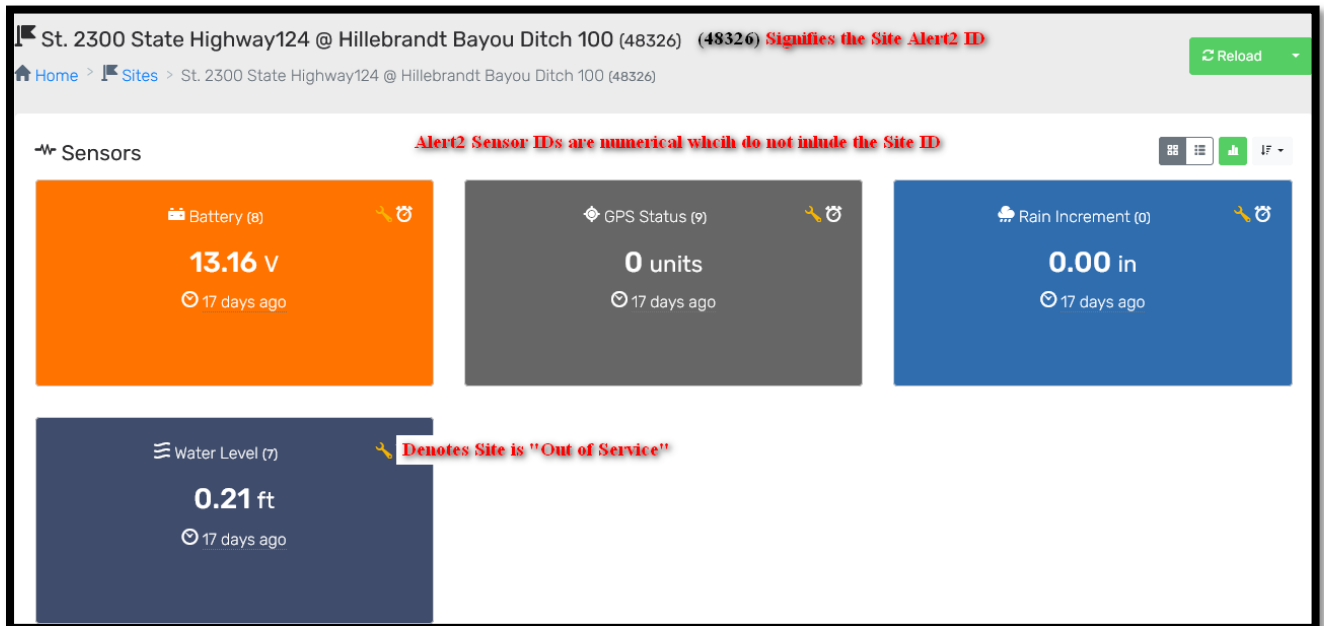 St. 2300 State Highway124 @ Hillebrandt Bayou Ditch 100 (48326) (48326) Signifies the Site Alert2 ID
Reload
Home > Sites > St. 2300 State Highway124 @ Hillebrandt Bayou Ditch 100 (48326)
Alert2 Sensor IDs are numerical whcih do not inlude the Site ID
Sensors
Battery (8)
13.16 V
17 days ago
GPS Status (9)
0 units
17 days ago
Rain Increment (0)
0.00 in
17 days ago
Water Level (7)
Denotes Site is "Out of Service"
0.21 ft
17 days ago